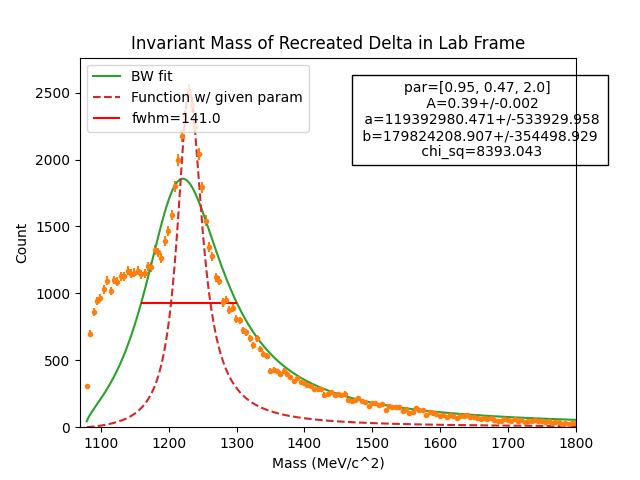 Invariant Mass of Recreated Delta in Lab Frame
BW fit
Function w/ given param
fwhm=141.0
par=[0.95, 0.47, 2.0]
A=0.39+/-0.002
a=119392980.471+/-533929.958
b=179824208.907+/-354498.929
chi_sq=8393.043
Count
2500
2000
1500
1000
500
0
1100 1200 1300 1400 1500 1600 1700 1800
Mass (MeV/c^2)